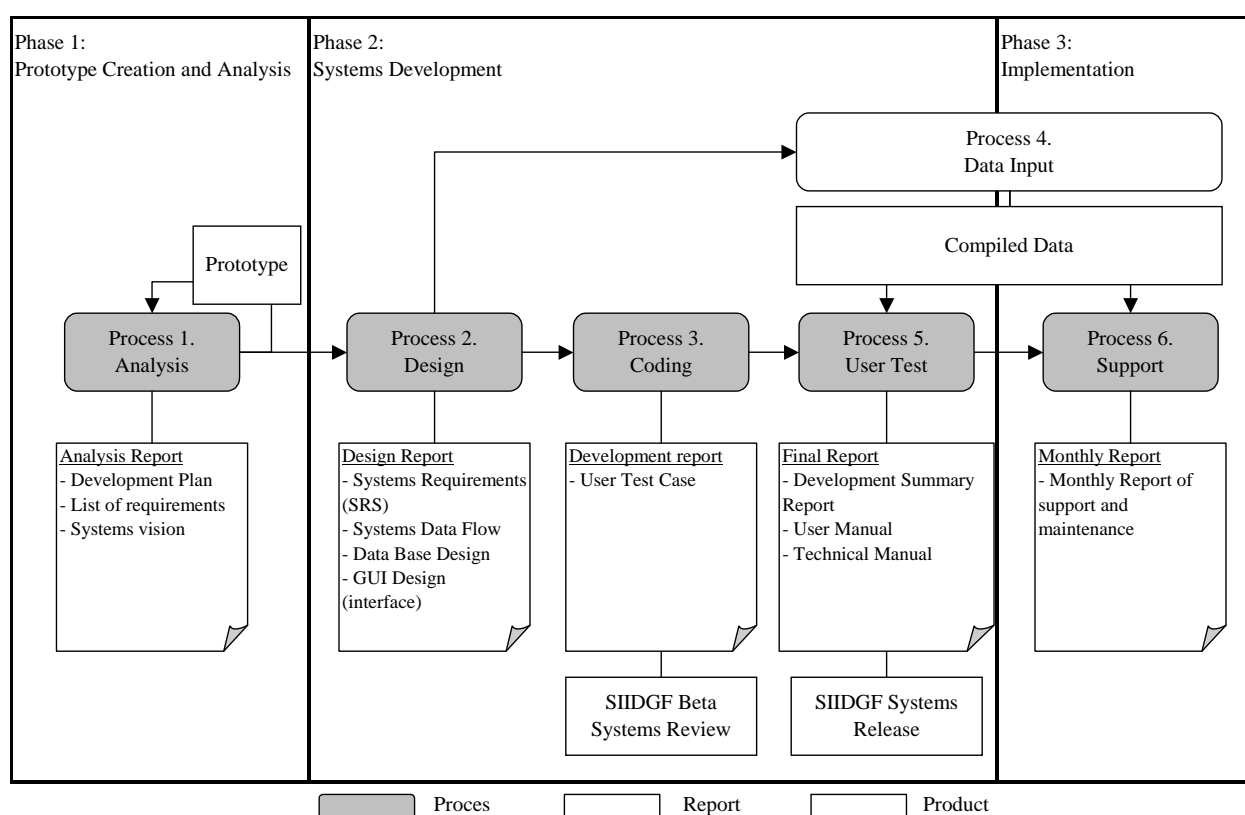 Phase 1:
Prototype Creation and Analysis
Phase 2:
Systems Development
Phase 3:
Implementation
Process 4.
Data Input
Compiled Data
Prototype
Process 1.
Analysis
Process 2.
Design
Process 3.
Coding
Process 5.
User Test
Process 6.
Support
Analysis Report
- Development Plan
- List of requirements
- Systems vision
Design Report
- Systems Requirements
(SRS)
- Systems Data Flow
- Data Base Design
- GUI Design
(interface)
Development report
- User Test Case
Final Report
- Development Summary
Report
- User Manual
- Technical Manual
Monthly Report
- Monthly Report of
support and
maintenance
SIIDGF Beta
Systems Review
SIIDGF Systems
Release
Proces
Report
Product